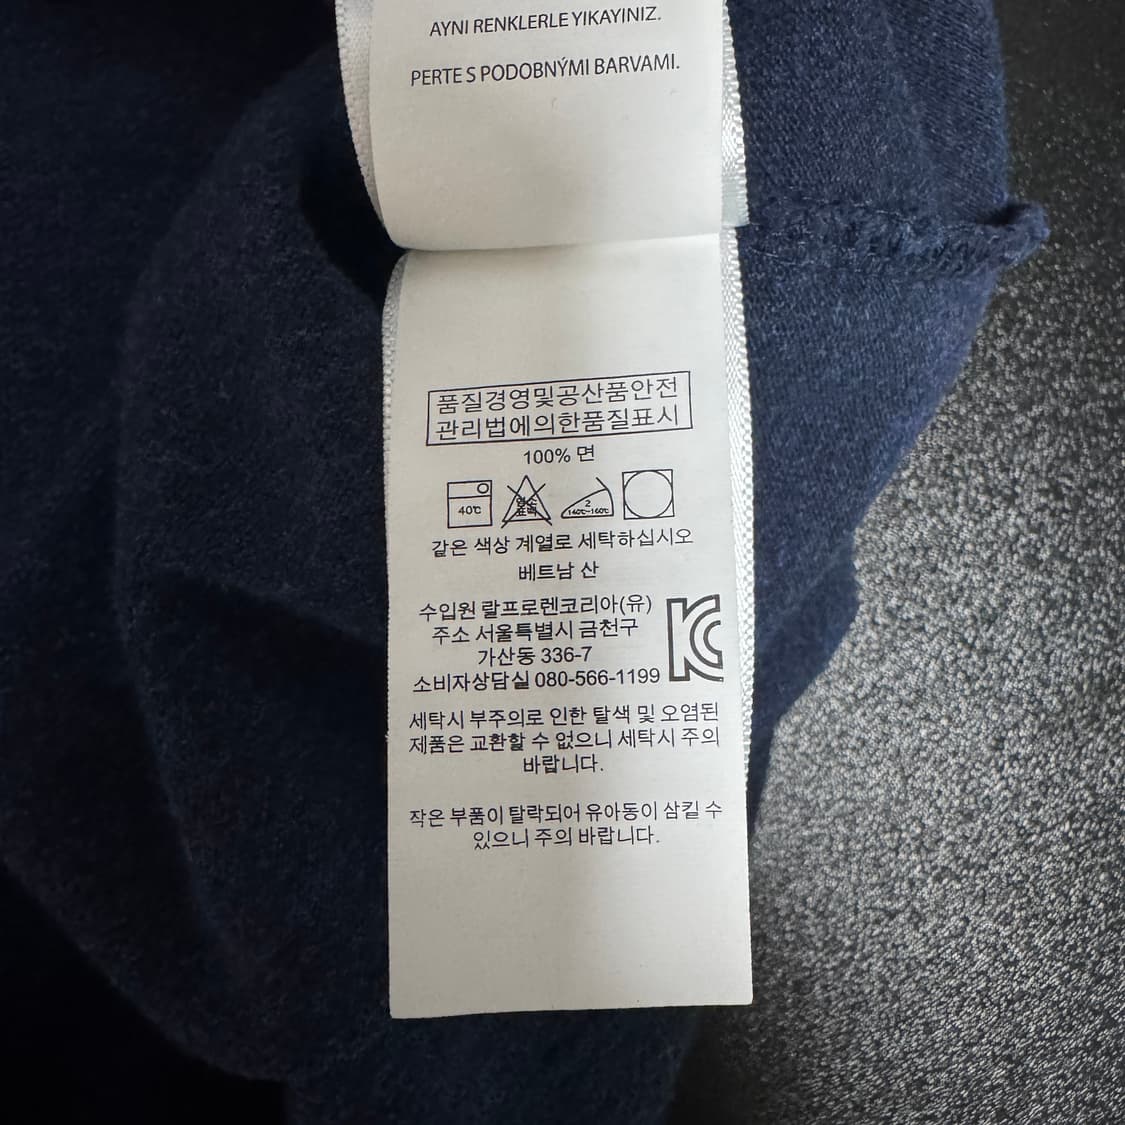 AYNI RENKLERLE YIKAYINIZ.
PERTE S PODOBNÝMI BARVAMI.
품질경영및공산품안전
관리법에의한품질표시
100% 면
40℃
염소
표백
2
140℃~160℃
같은 색상 계열로 세탁하십시오
베트남 산
수입원 랄프로렌코리아(유)
주소 서울특별시 금천구
가산동 336-7
소비자상담실 080-566-1199
세탁시 부주의로 인한 탈색 및 오염된
제품은 교환할 수 없으니 세탁시 주의
바랍니다.
작은 부품이 탈락되어 유아동이 삼킬 수
있으니 주의 바랍니다.